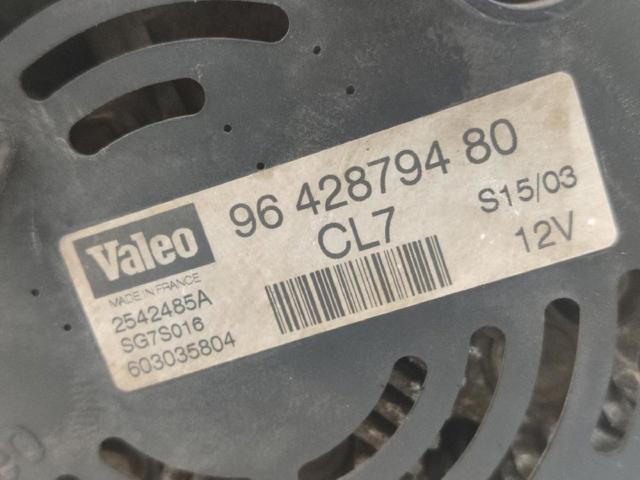 Valeo
MADE IN FRANCE
2542485A
SG7S016
603035804
96 428794 80
CL7
S15/03
12V